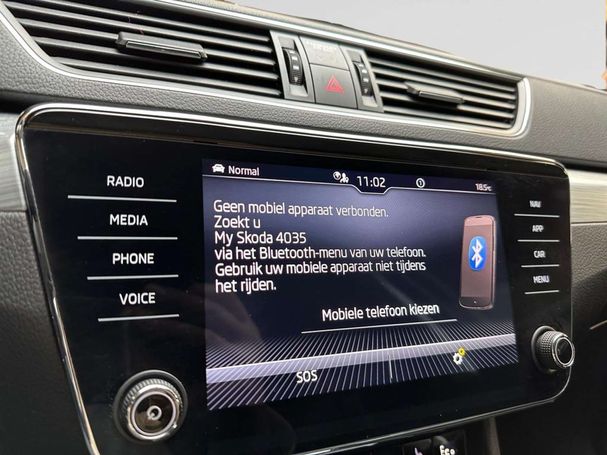 Normal
11:02
18.5°C
RADIO
MEDIA
PHONE
VOICE
Geen mobiel apparaat verbonden.
Zoekt u
My Skoda 4035
via het Bluetooth-menu van uw telefoon.
Gebruik uw mobiele apparaat niet tijdens
het rijden.
Mobiele telefoon kiezen
SOS
NAV
APP
CAR
MENU